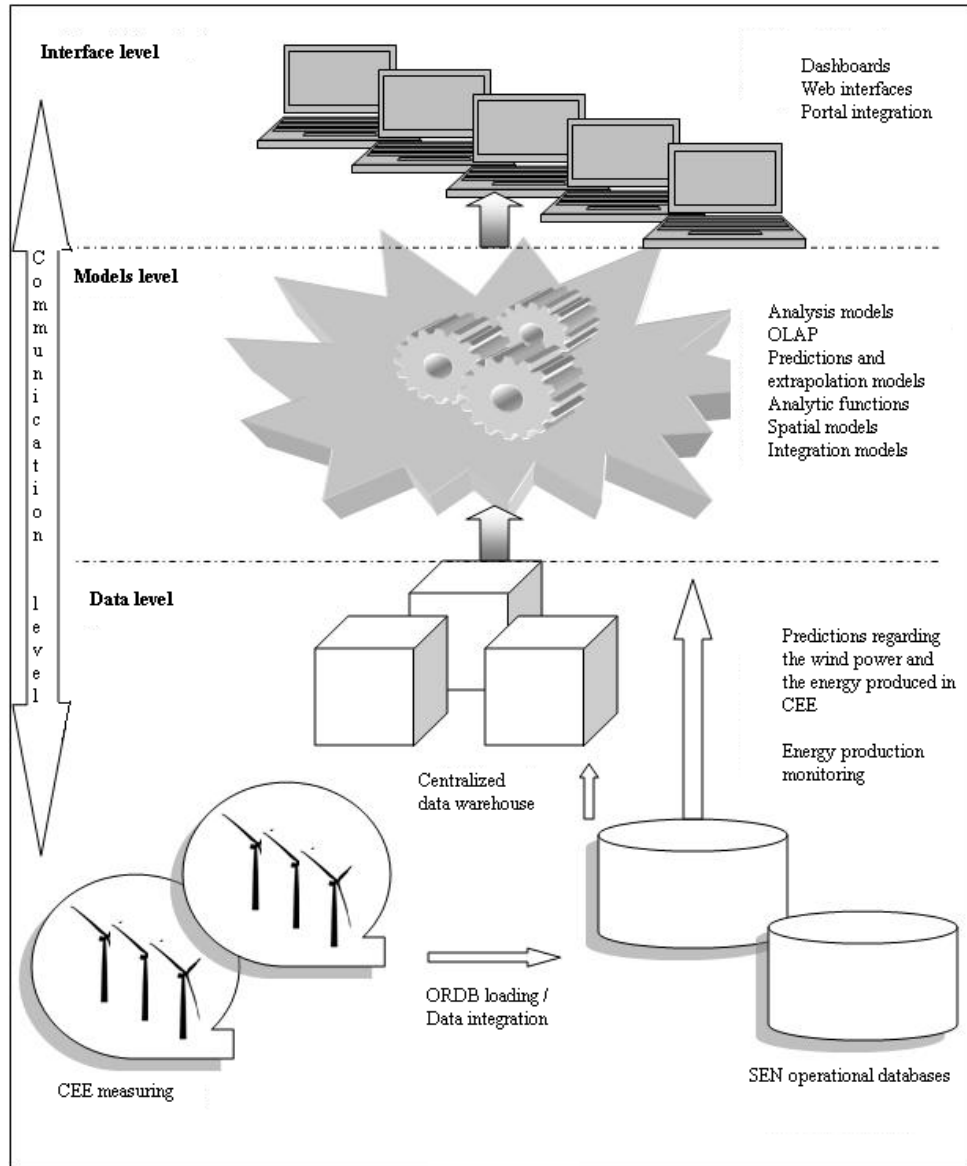 Interface level
Dashboards
Web interfaces
Portal integration
Communication level
Models level
Analysis models
OLAP
Predictions and
extrapolation models
Analytic functions
Spatial models
Integration models
Data level
Predictions regarding
the wind power and
the energy produced in
CEE
Energy production
monitoring
Centralized
data warehouse
ORDB loading /
Data integration
CEE measuring
SEN operational databases